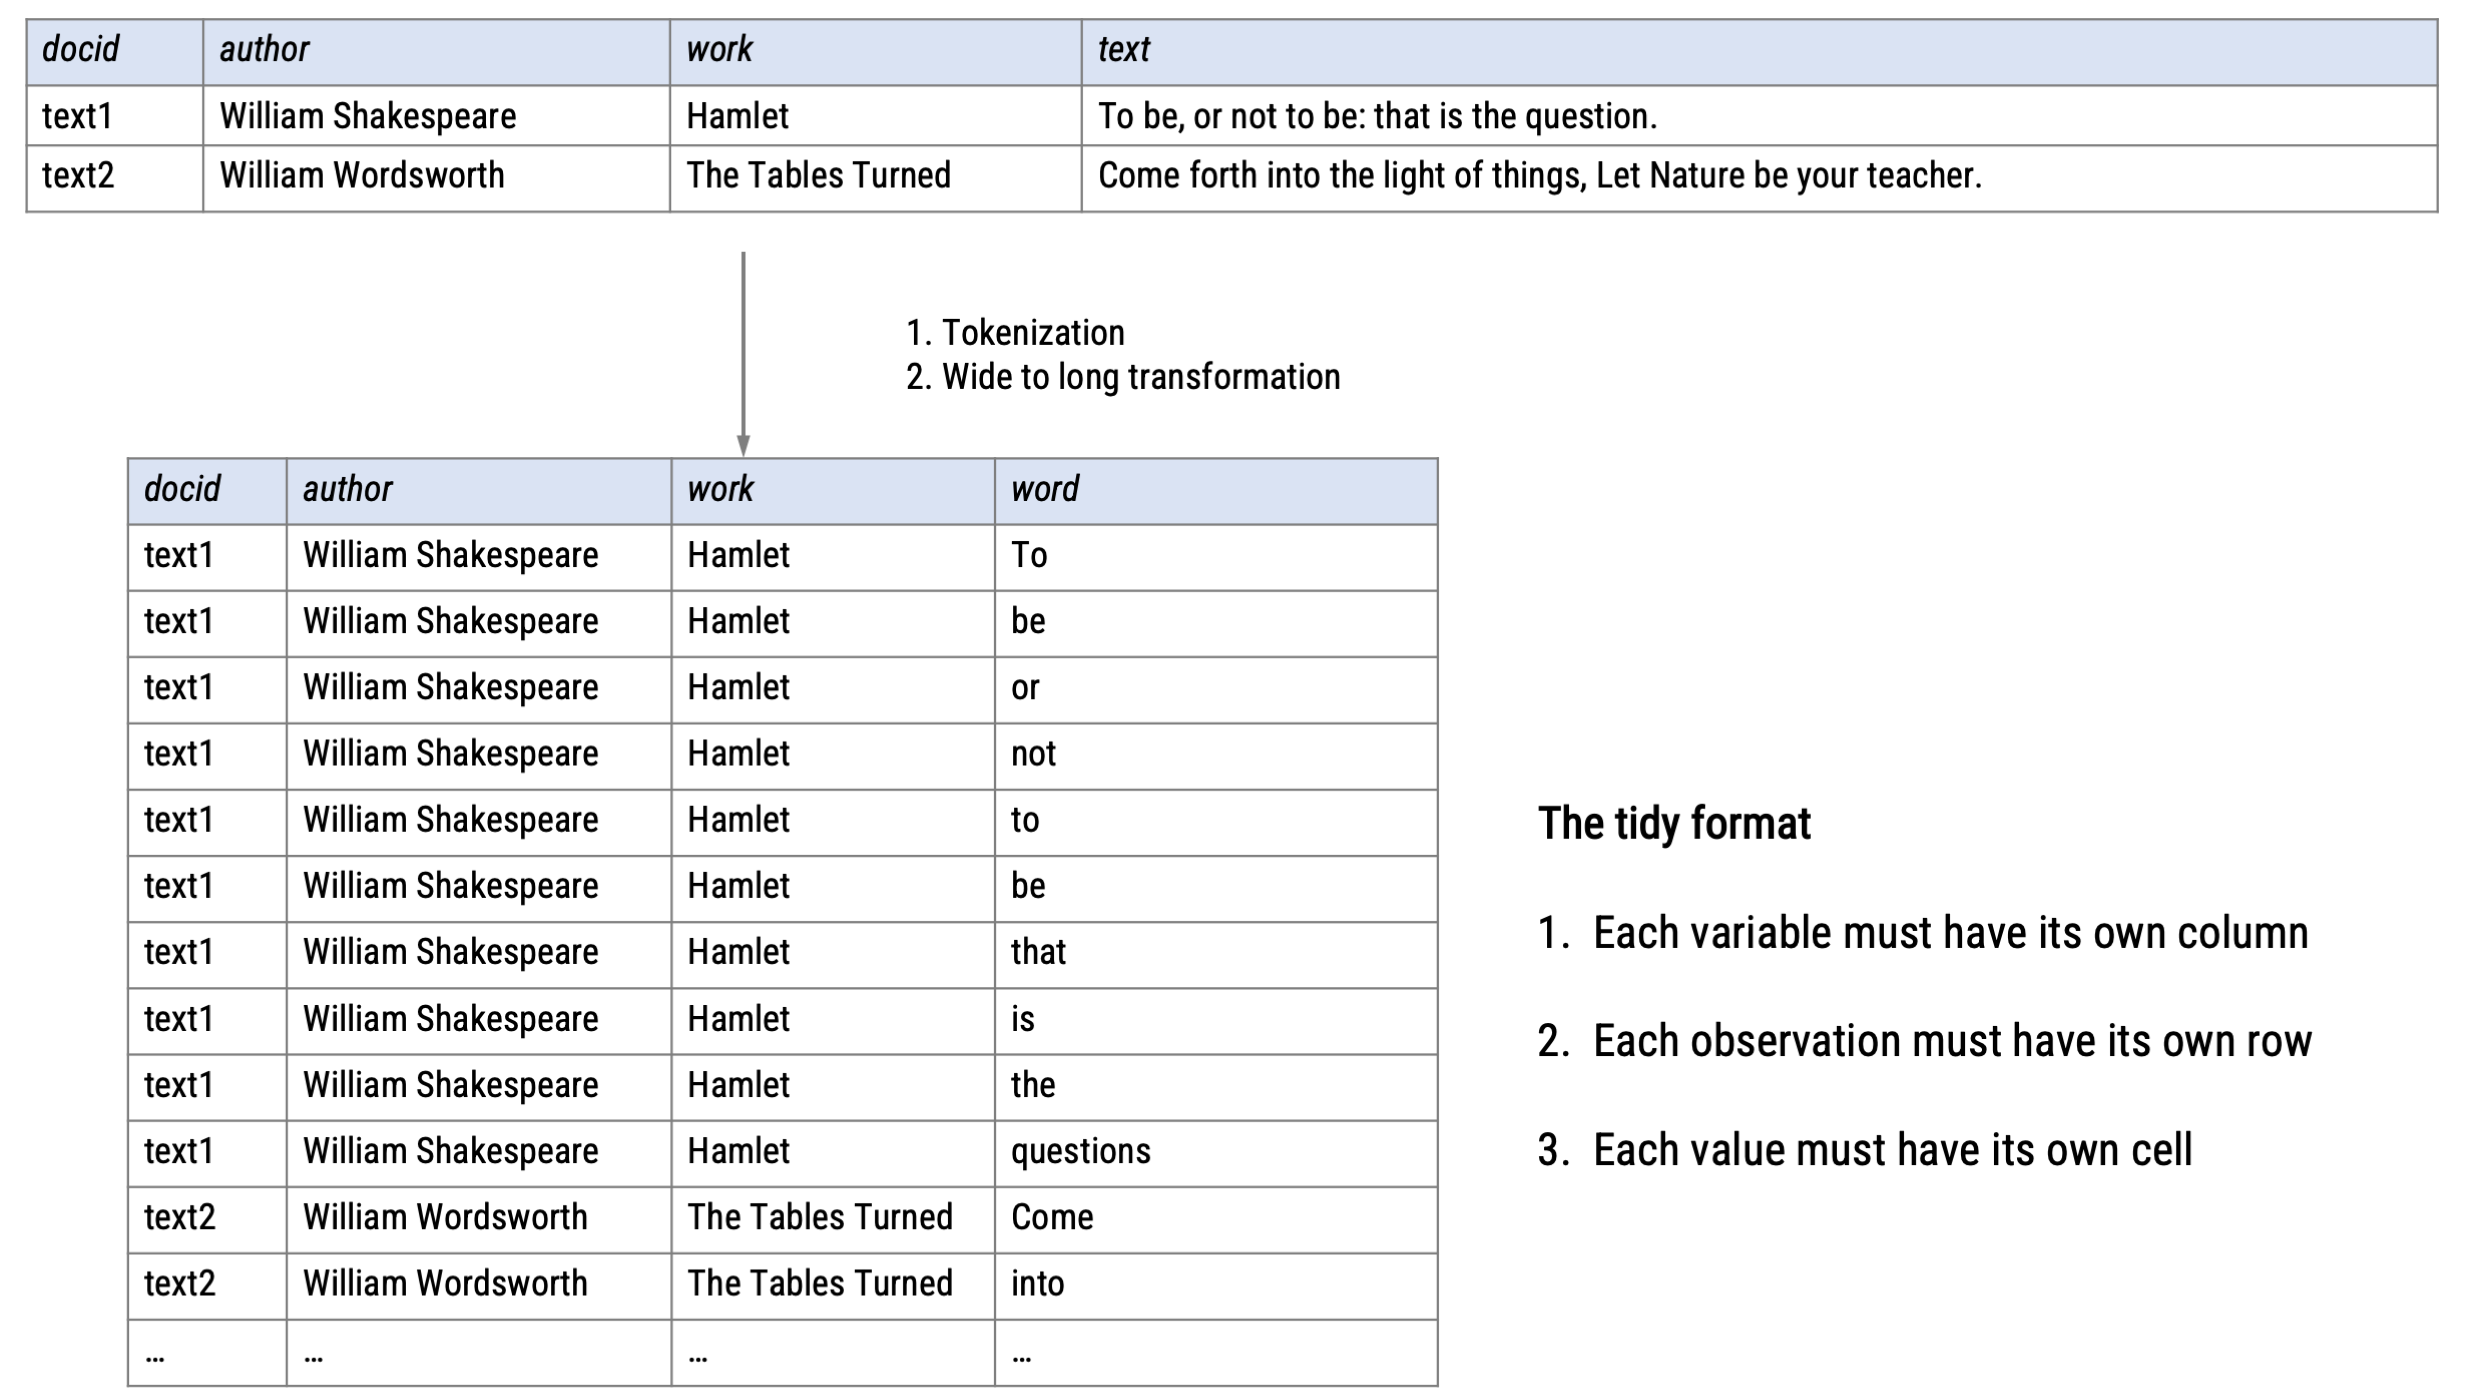 docid author work text
text1 William Shakespeare Hamlet To be, or not to be: that is the question.
text2 William Wordsworth The Tables Turned Come forth into the light of things, Let Nature be your teacher.
1. Tokenization
2. Wide to long transformation
docid author work word
text1 William Shakespeare Hamlet To
text1 William Shakespeare Hamlet be
text1 William Shakespeare Hamlet or
text1 William Shakespeare Hamlet not
text1 William Shakespeare Hamlet to
text1 William Shakespeare Hamlet be
text1 William Shakespeare Hamlet that
text1 William Shakespeare Hamlet is
text1 William Shakespeare Hamlet the
text1 William Shakespeare Hamlet questions
text2 William Wordsworth The Tables Turned Come
text2 William Wordsworth The Tables Turned into
... ... ... ...
The tidy format
1. Each variable must have its own column
2. Each observation must have its own row
3. Each value must have its own cell